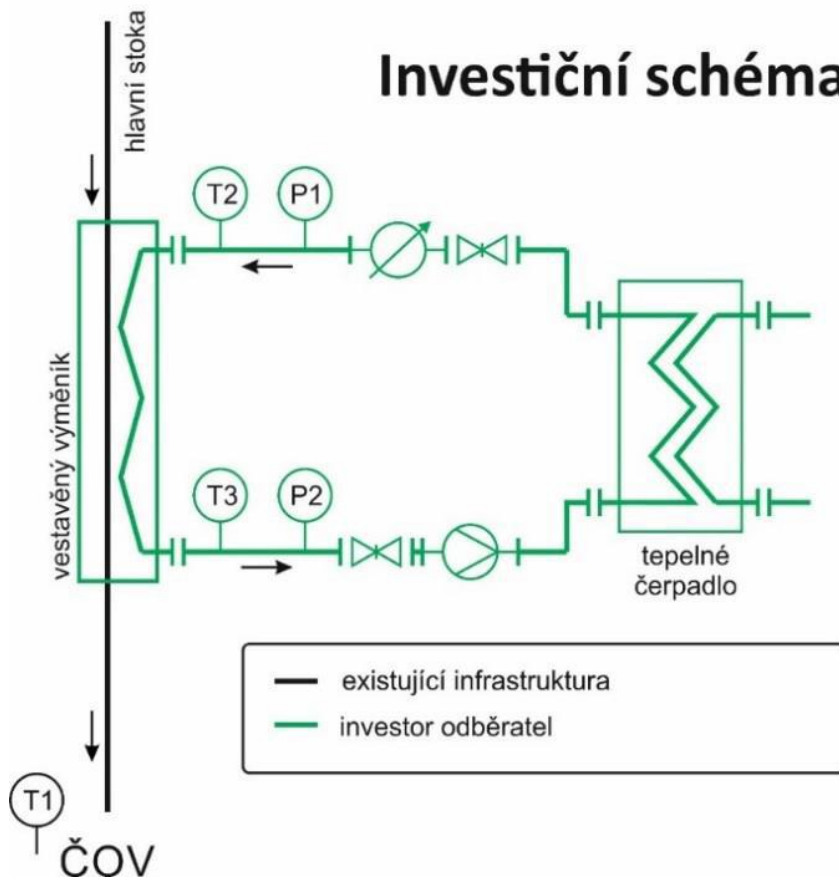 Investiční schéma
hlavní stoka
T2
P1
vestavěný výměník
T3
P2
tepelné
čerpadlo
existující infrastruktura
investor odběratel
T1
ČOV